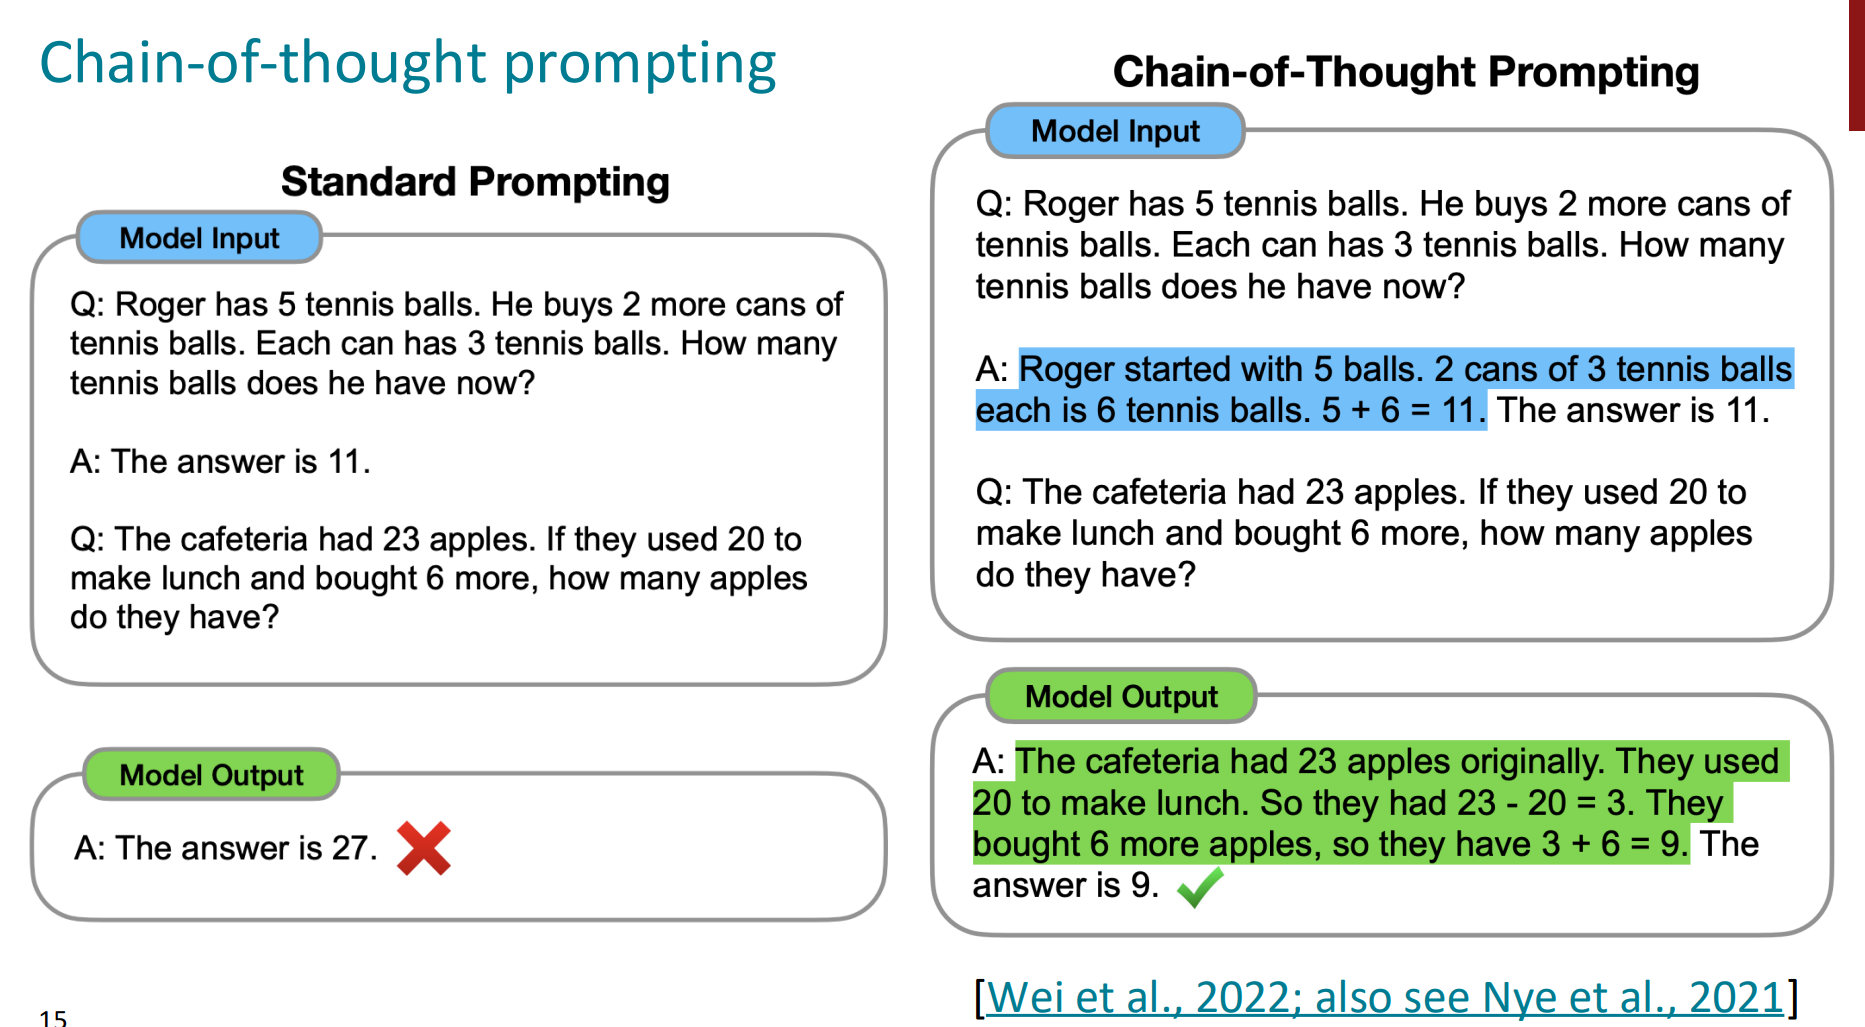 Chain-of-thought prompting
Standard Prompting
Model Input
Q: Roger has 5 tennis balls. He buys 2 more cans of
tennis balls. Each can has 3 tennis balls. How many
tennis balls does he have now?
A: The answer is 11.
Q: The cafeteria had 23 apples. If they used 20 to
make lunch and bought 6 more, how many apples
do they have?
Model Output
A: The answer is 27.
Chain-of-Thought Prompting
Model Input
Q: Roger has 5 tennis balls. He buys 2 more cans of
tennis balls. Each can has 3 tennis balls. How many
tennis balls does he have now?
A: Roger started with 5 balls. 2 cans of 3 tennis balls
each is 6 tennis balls. 5 + 6 = 11. The answer is 11.
Q: The cafeteria had 23 apples. If they used 20 to
make lunch and bought 6 more, how many apples
do they have?
Model Output
A: The cafeteria had 23 apples originally. They used
20 to make lunch. So they had 23 - 20 = 3. They
bought 6 more apples, so they have 3 + 6 = 9. The
answer is 9.
[Wei et al., 2022; also see Nye et al., 2021]
15